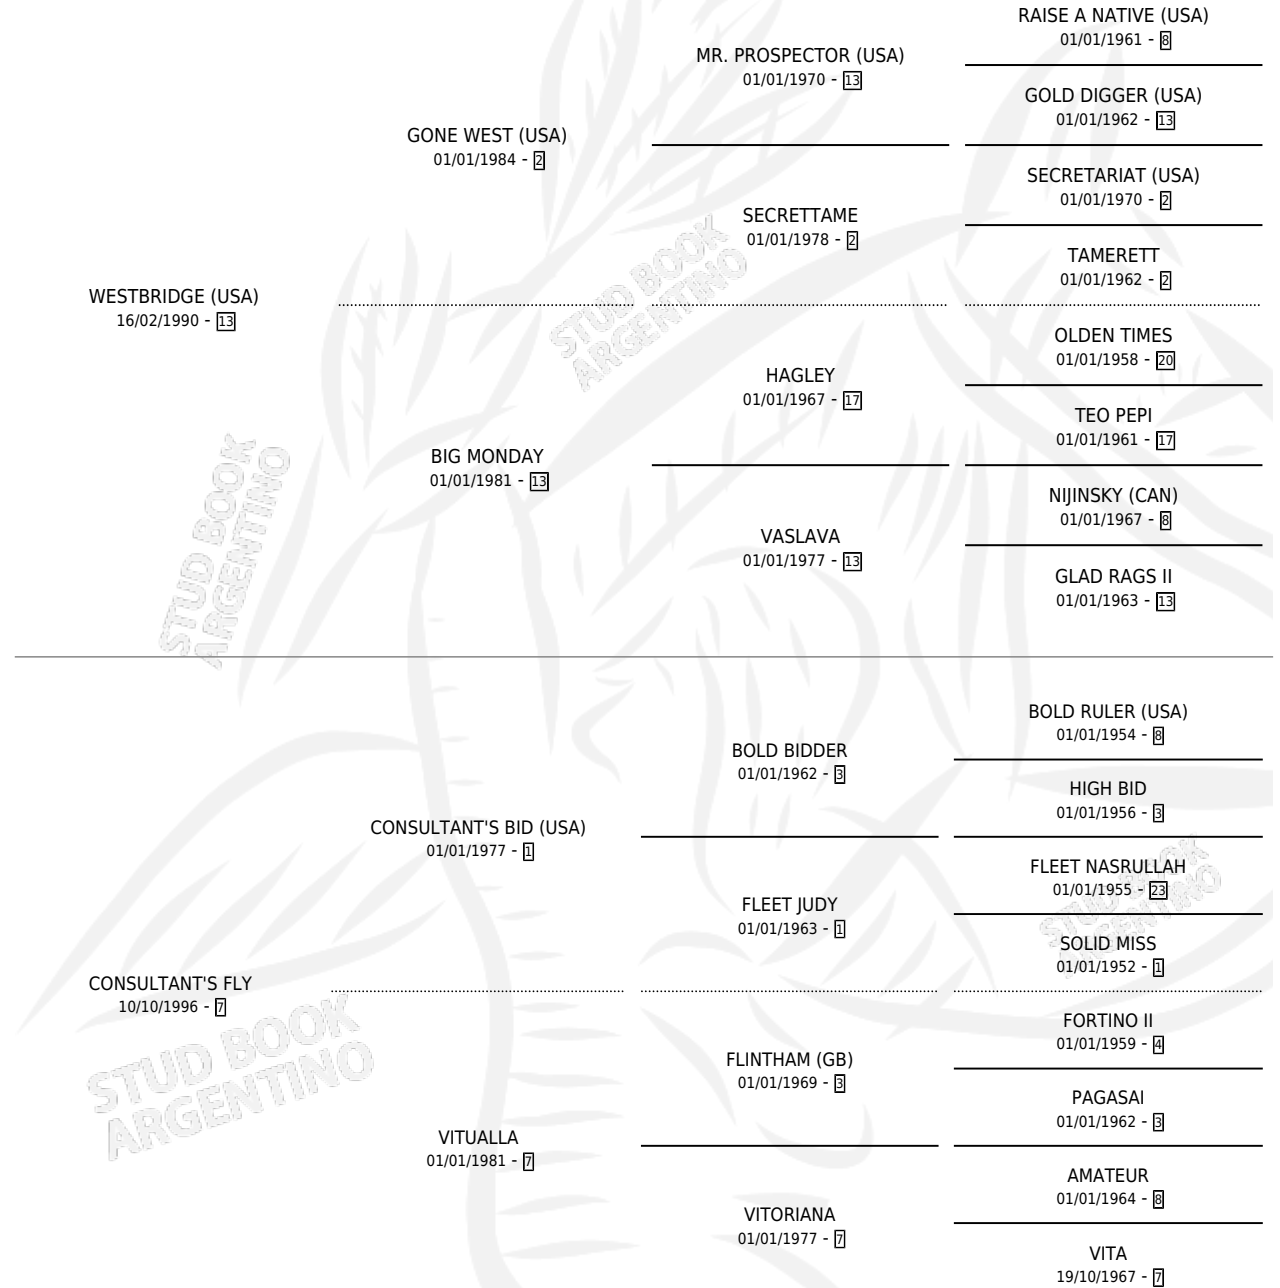 RAISE A NATIVE (USA)
01/01/1961 - 8
MR. PROSPECTOR (USA)
01/01/1970 - 13
GOLD DIGGER (USA)
01/01/1962 - 13
GONE WEST (USA)
01/01/1984 - 2
SECRETARIAT (USA)
01/01/1970 - 2
SECRETTAME
01/01/1978 - 2
TAMERETT
01/01/1962 - 2
WESTBRIDGE (USA)
16/02/1990 - 13
OLDEN TIMES
01/01/1958 - 20
HAGLEY
01/01/1967 - 17
TEO PEPI
01/01/1961 - 17
BIG MONDAY
01/01/1981 - 13
NIJINSKY (CAN)
01/01/1967 - 8
VASLAVA
01/01/1977 - 13
GLAD RAGS II
01/01/1963 - 13
BOLD RULER (USA)
01/01/1954 - 8
BOLD BIDDER
01/01/1962 - 3
HIGH BID
01/01/1956 - 3
CONSULTANT'S BID (USA)
01/01/1977 - 1
FLEET NASRULLAH
01/01/1955 - 23
FLEET JUDY
01/01/1963 - 1
SOLID MISS
01/01/1952 - 1
CONSULTANT'S FLY
10/10/1996 - 7
FORTINO II
01/01/1959 - 4
FLINTHAM (GB)
01/01/1969 - 3
PAGASAI
01/01/1962 - 3
VITUALLA
01/01/1981 - 7
AMATEUR
01/01/1964 - 8
VITORIANA
01/01/1977 - 7
VITA
19/10/1967 - 7
STUD BOOK
ARGENTINO
STUD BOOK
ARGENTINO
STUD BOOK
ARGENTINO
STUD BOOK
ARGENTINO